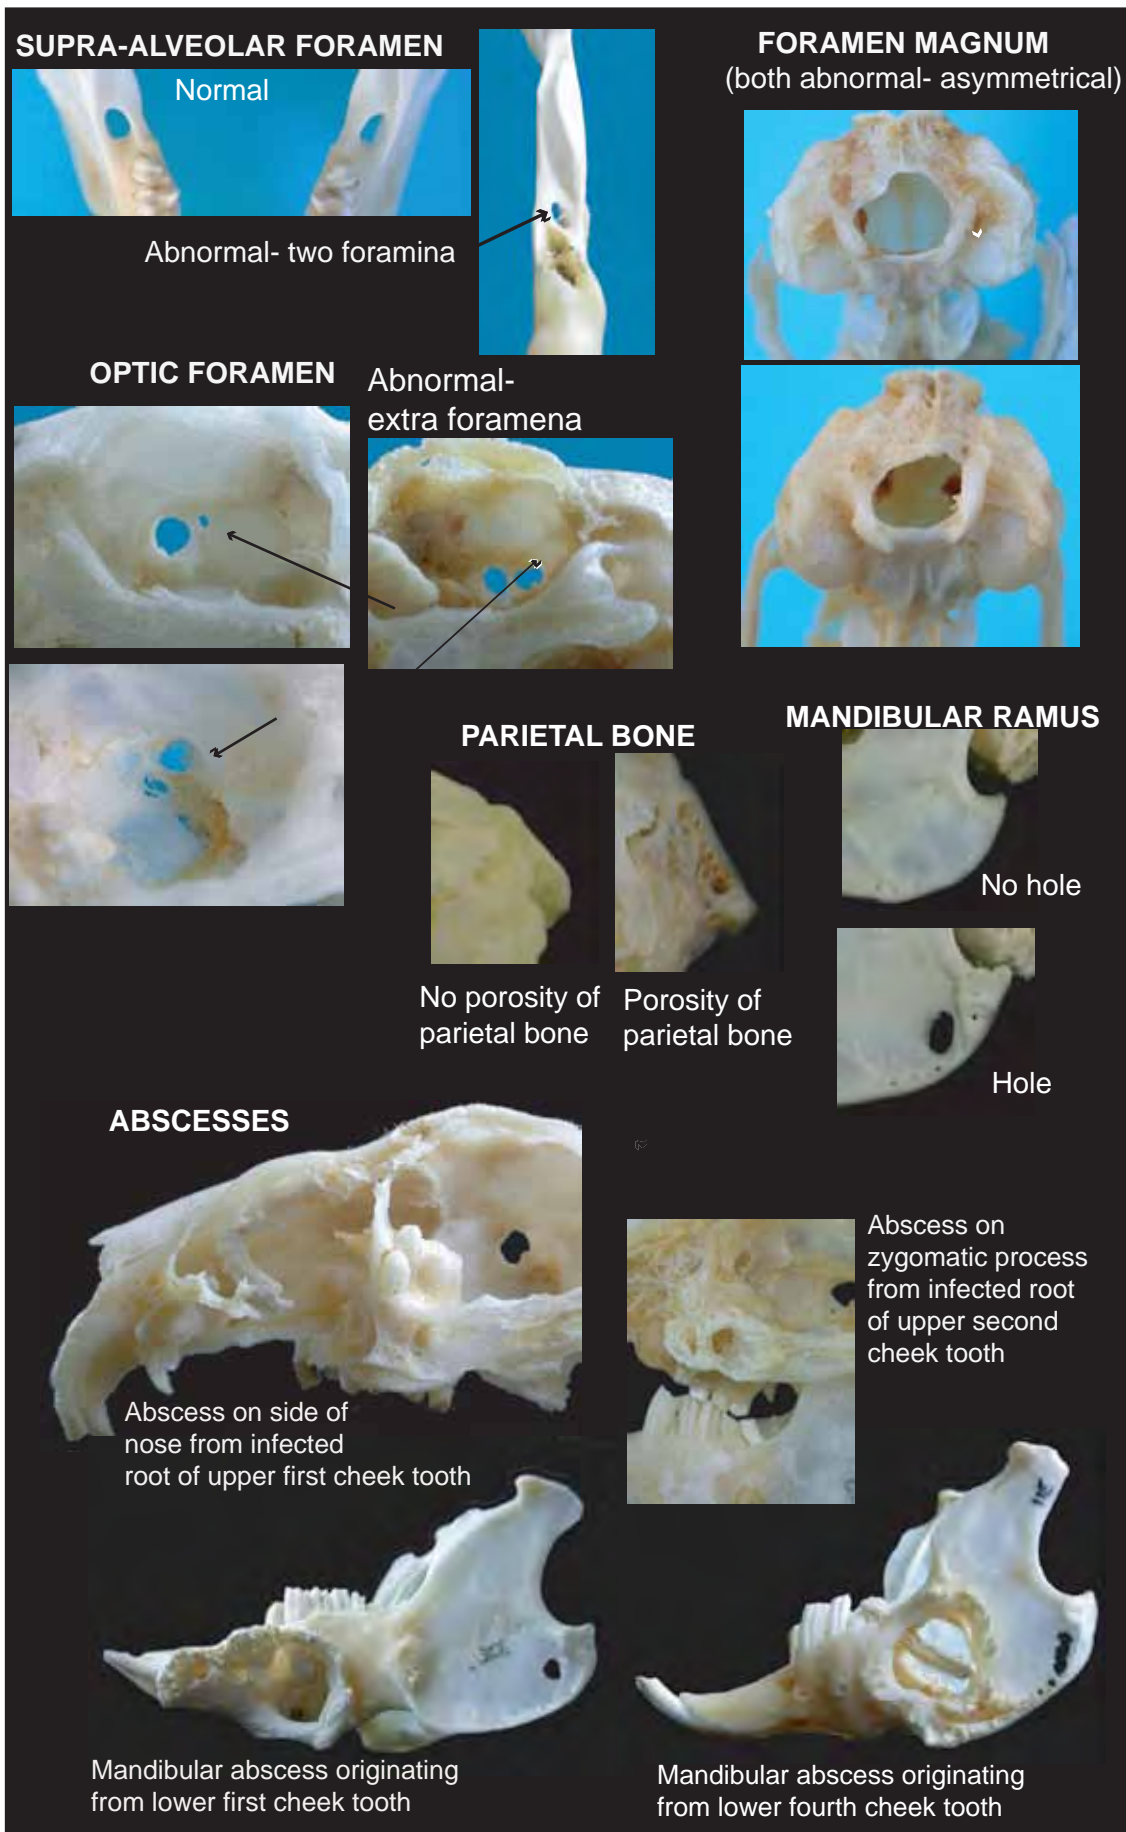 SUPRA-ALVEOLAR FORAMEN
Normal
Abnormal- two foramina
FORAMEN MAGNUM
(both abnormal- asymmetrical)
OPTIC FORAMEN
Abnormal-
extra foramena
PARIETAL BONE
No porosity of
parietal bone
Porosity of
parietal bone
MANDIBULAR RAMUS
No hole
Hole
ABSCESSES
Abscess on side of
nose from infected
root of upper first cheek tooth
Abscess on
zygomatic process
from infected root
of upper second
cheek tooth
Mandibular abscess originating
from lower first cheek tooth
Mandibular abscess originating
from lower fourth cheek tooth